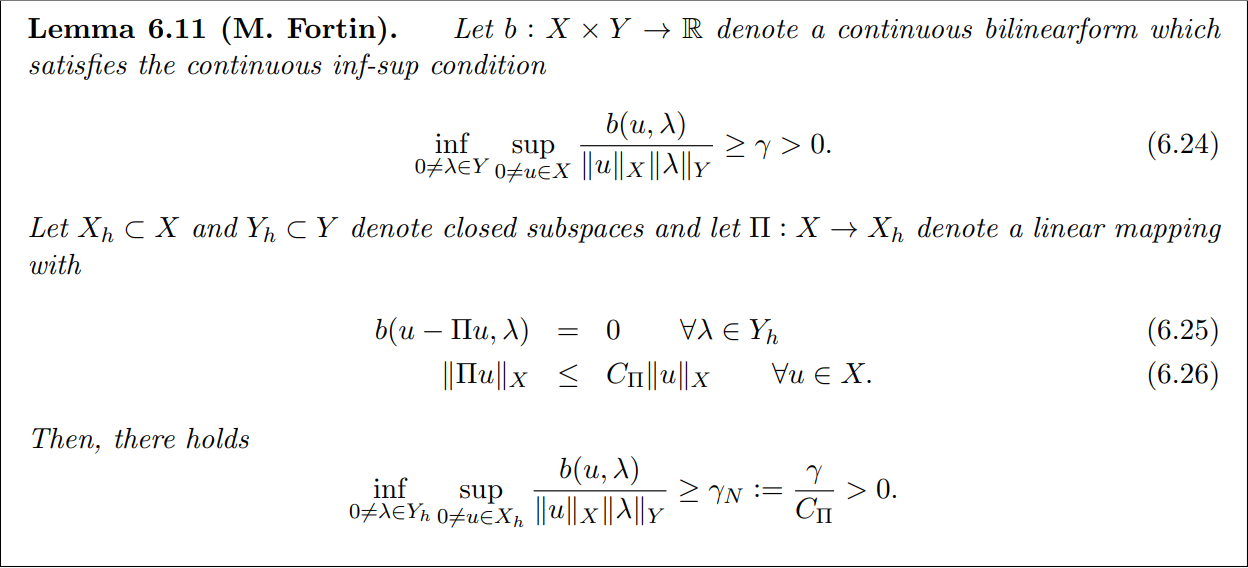 Lemma 6.11 (M. Fortin). Let b : X × Y → ℝ denote a continuous bilinearform which
satisfies the continuous inf-sup condition
inf_{0≠λ∈Y} sup_{0≠u∈X} b(u, λ) / ‖u‖_X‖λ‖_Y ≥ γ > 0. (6.24)
Let X_h ⊂ X and Y_h ⊂ Y denote closed subspaces and let Π : X → X_h denote a linear mapping
with
b(u − Πu, λ) = 0 ∀λ ∈ Y_h (6.25)
‖Πu‖_X ≤ C_Π‖u‖_X ∀u ∈ X. (6.26)
Then, there holds
inf_{0≠λ∈Y_h} sup_{0≠u∈X_h} b(u, λ) / ‖u‖_X‖λ‖_Y ≥ γ_N := γ / C_Π > 0.